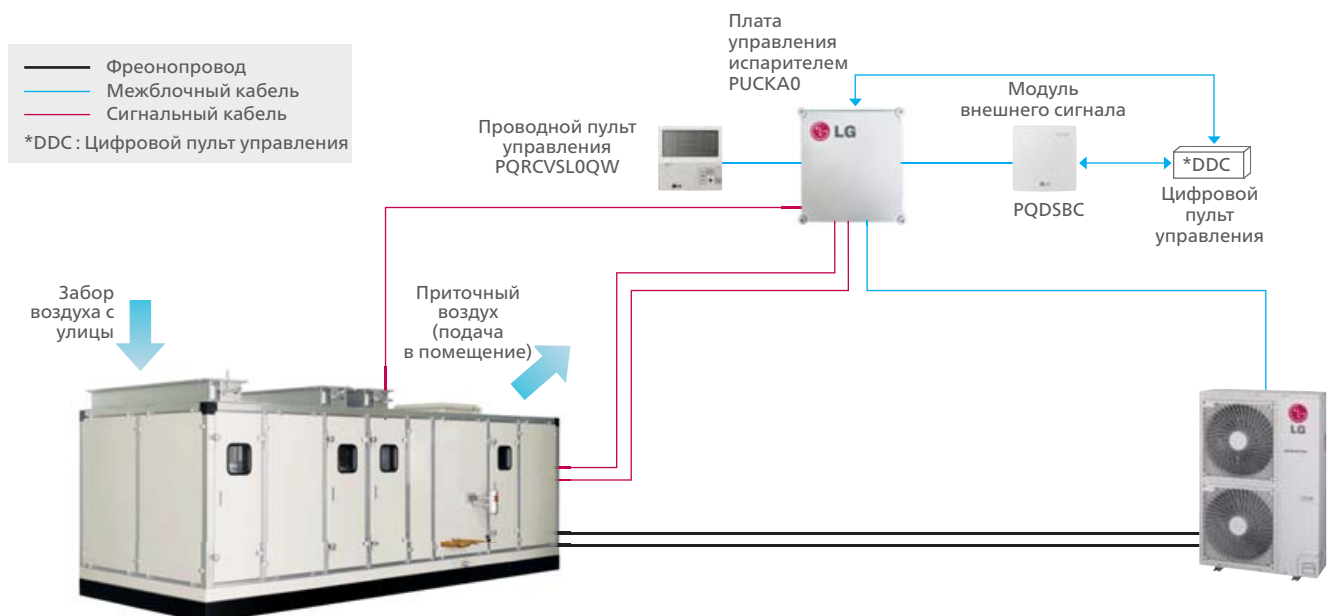 Фреонопровод
Межблочный кабель
Сигнальный кабель
*DDC : Цифровой пульт управления
Плата
управления
испарителем
PUCKA0
Проводной пульт
управления
PQRCVSL0QW
LG
Модуль
внешнего сигнала
PQDSBC
*DDC
Цифровой
пульт
управления
Забор
воздуха с
улицы
Приточный
воздух
(подача
в помещение)
LG